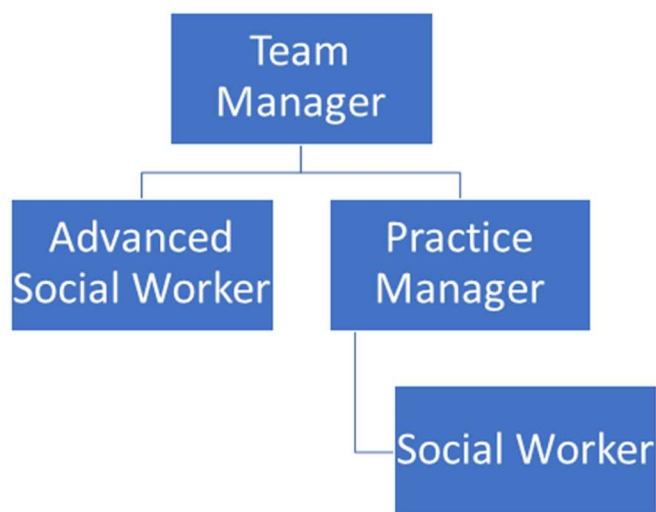 Team
Manager
Advanced
Social Worker
Practice
Manager
Social Worker